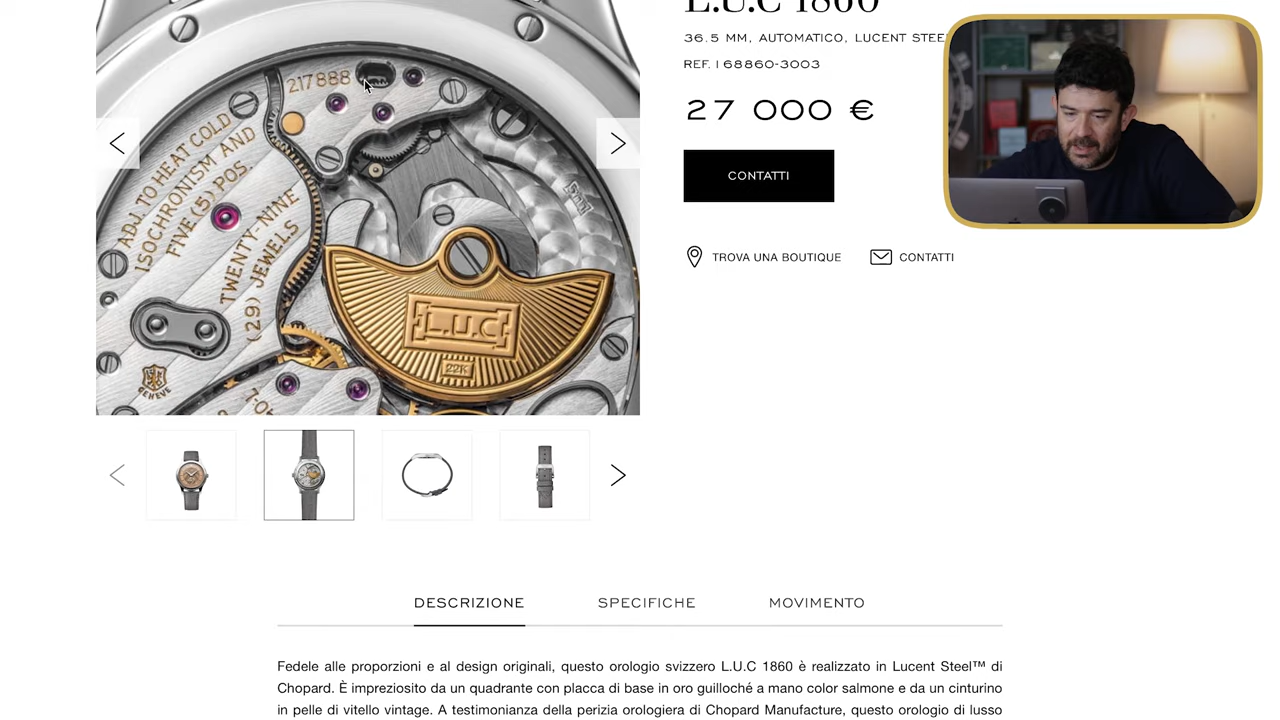 L.U.C 1860
36.5 MM, AUTOMATICO, LUCENT STEEL
REF. 168860-3003
27 000 €
CONTATTI
TROVA UNA BOUTIQUE
CONTATTI
217888
ADJ. TO HEAT COLD
ISOCHRONISM AND
FIVE (5) POS.
TWENTY-NINE
(29) JEWELS
L.U.C
22K
GENEVE
DESCRIZIONE
SPECIFICHE
MOVIMENTO
Fedele alle proporzioni e al design originali, questo orologio svizzero L.U.C 1860 è realizzato in Lucent Steel™ di
Chopard. È impreziosito da un quadrante con placca di base in oro guilloché a mano color salmone e da un cinturino
in pelle di vitello vintage. A testimonianza della perizia orologiera di Chopard Manufacture, questo orologio di lusso